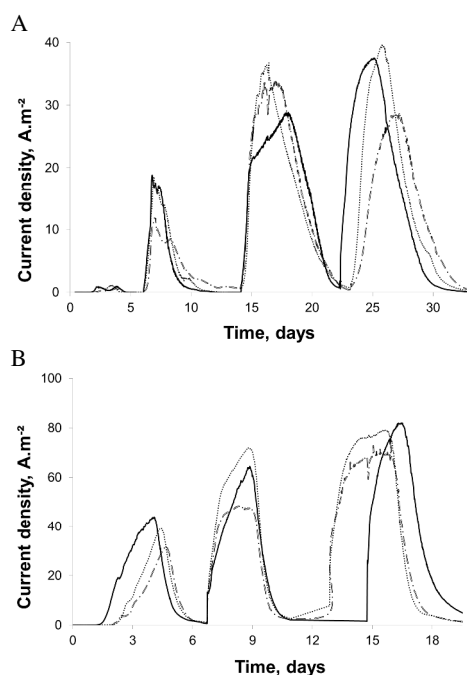 A
Current density, A.m⁻²
40
30
20
10
0
0 5 10 15 20 25 30
Time, days
B
Current density, A.m⁻²
100
80
60
40
20
0
0 3 6 9 12 15 18
Time, days